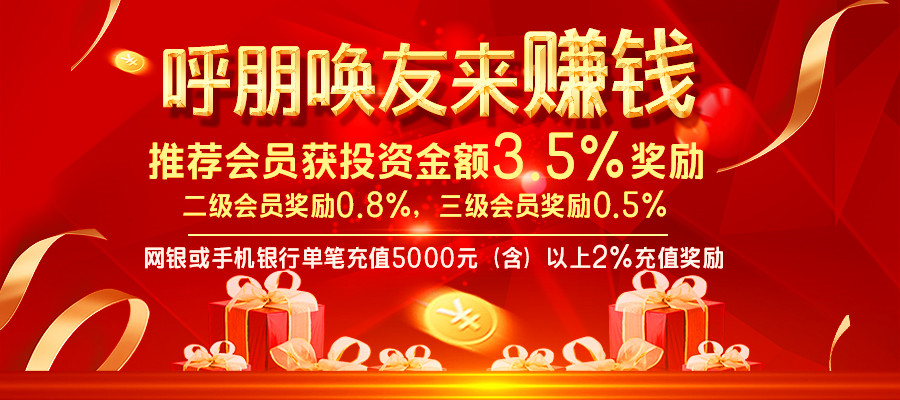 呼朋唤友来赚钱
推荐会员获投资金额3.5%奖励
二级会员奖励0.8%，三级会员奖励0.5%
网银或手机银行单笔充值5000元（含）以上2%充值奖励
¥